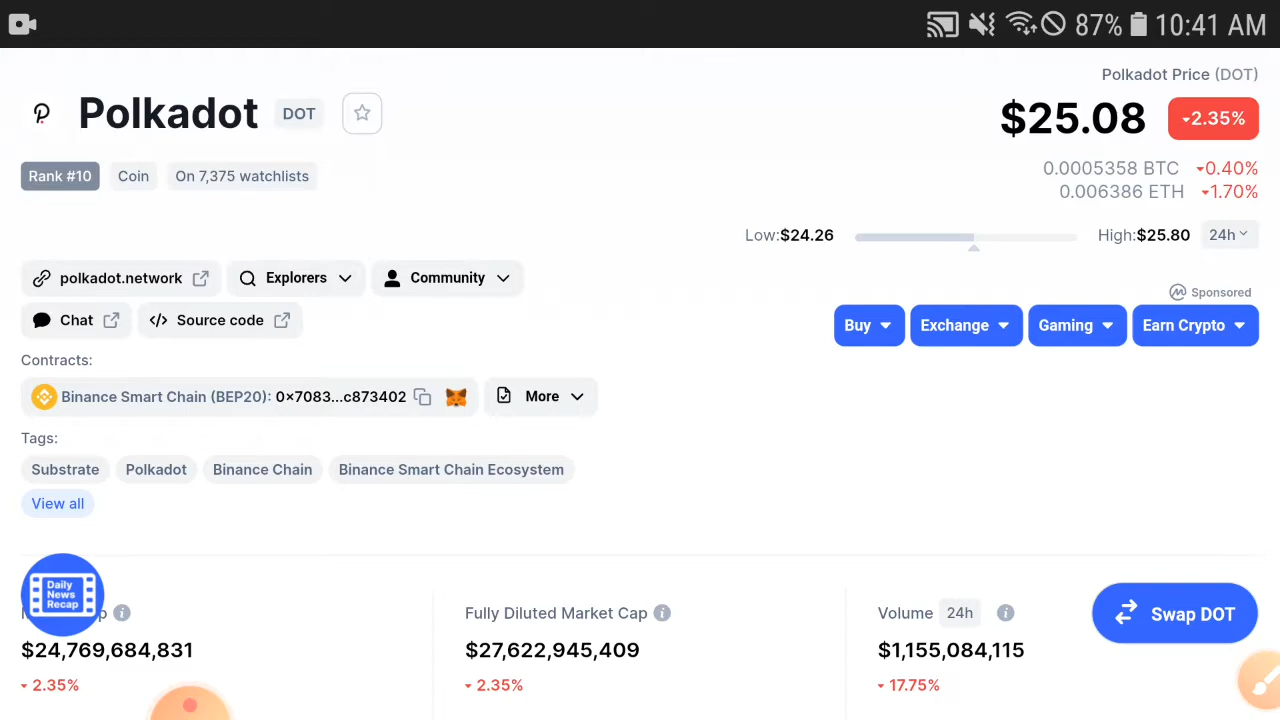 87% 10:41 AM
Polkadot Price (DOT)
Polkadot DOT
$25.08 2.35%
Rank #10 Coin On 7,375 watchlists
0.0005358 BTC 0.40%
0.006386 ETH 1.70%
Low:$24.26 High:$25.80 24h
polkadot.network Explorers Community
Sponsored
Chat Source code
Buy Exchange Gaming Earn Crypto
Contracts:
Binance Smart Chain (BEP20): 0x7083...c873402 More
Tags:
Substrate Polkadot Binance Chain Binance Smart Chain Ecosystem
View all
Daily
News
Recap
Fully Diluted Market Cap Volume 24h
Swap DOT
$24,769,684,831 $27,622,945,409 $1,155,084,115
2.35% 2.35% 17.75%